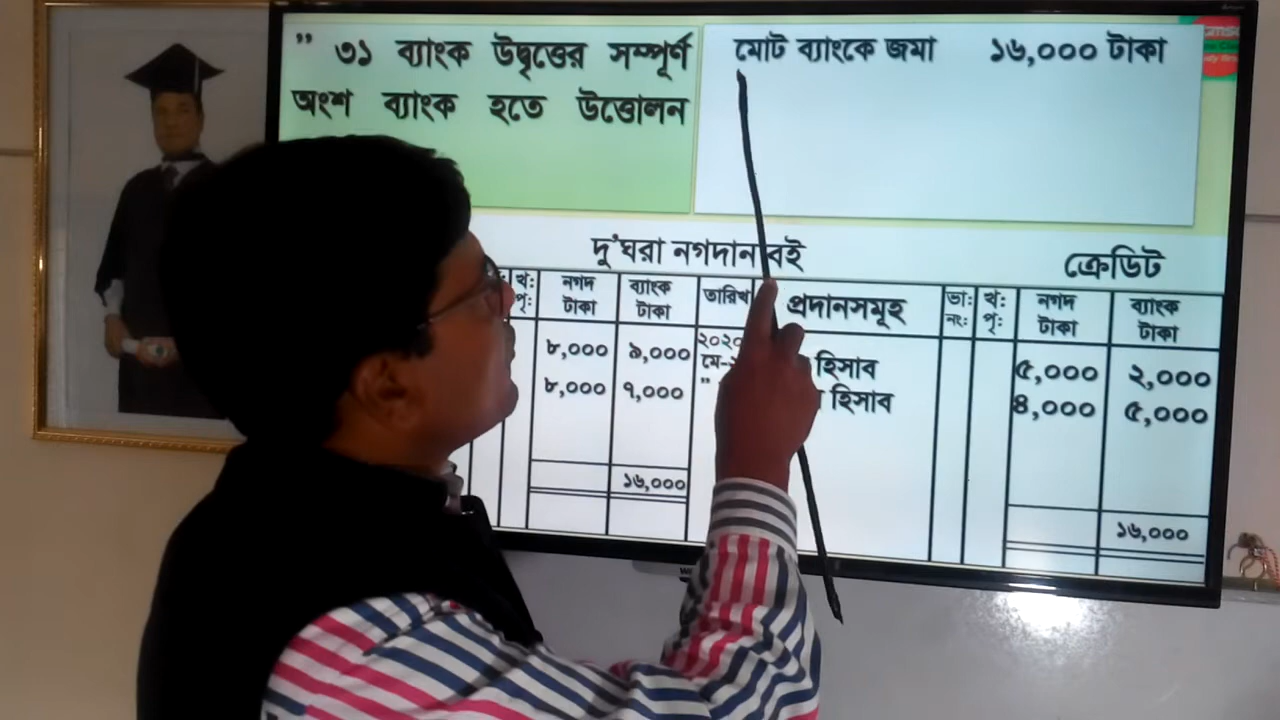 ” ৩১ ব্যাংক উদ্বৃত্তের সম্পূর্ণ
অংশ ব্যাংক হতে উত্তোলন
মোট ব্যাংকে জমা ১৬,০০০ টাকা
দু'ঘরা নগদান বই
ক্রেডিট
খ: পৃ: নগদ টাকা ব্যাংক টাকা তারিখ প্রদানসমূহ ভা: নং: খ: পৃ: নগদ টাকা ব্যাংক টাকা
৮,০০০ ৯,০০০ ২০২০ মে- হিসাব ৫,০০০ ২,০০০
৮,০০০ ৭,০০০ ” হিসাব ৪,০০০ ৫,০০০
১৬,০০০ ১৬,০০০